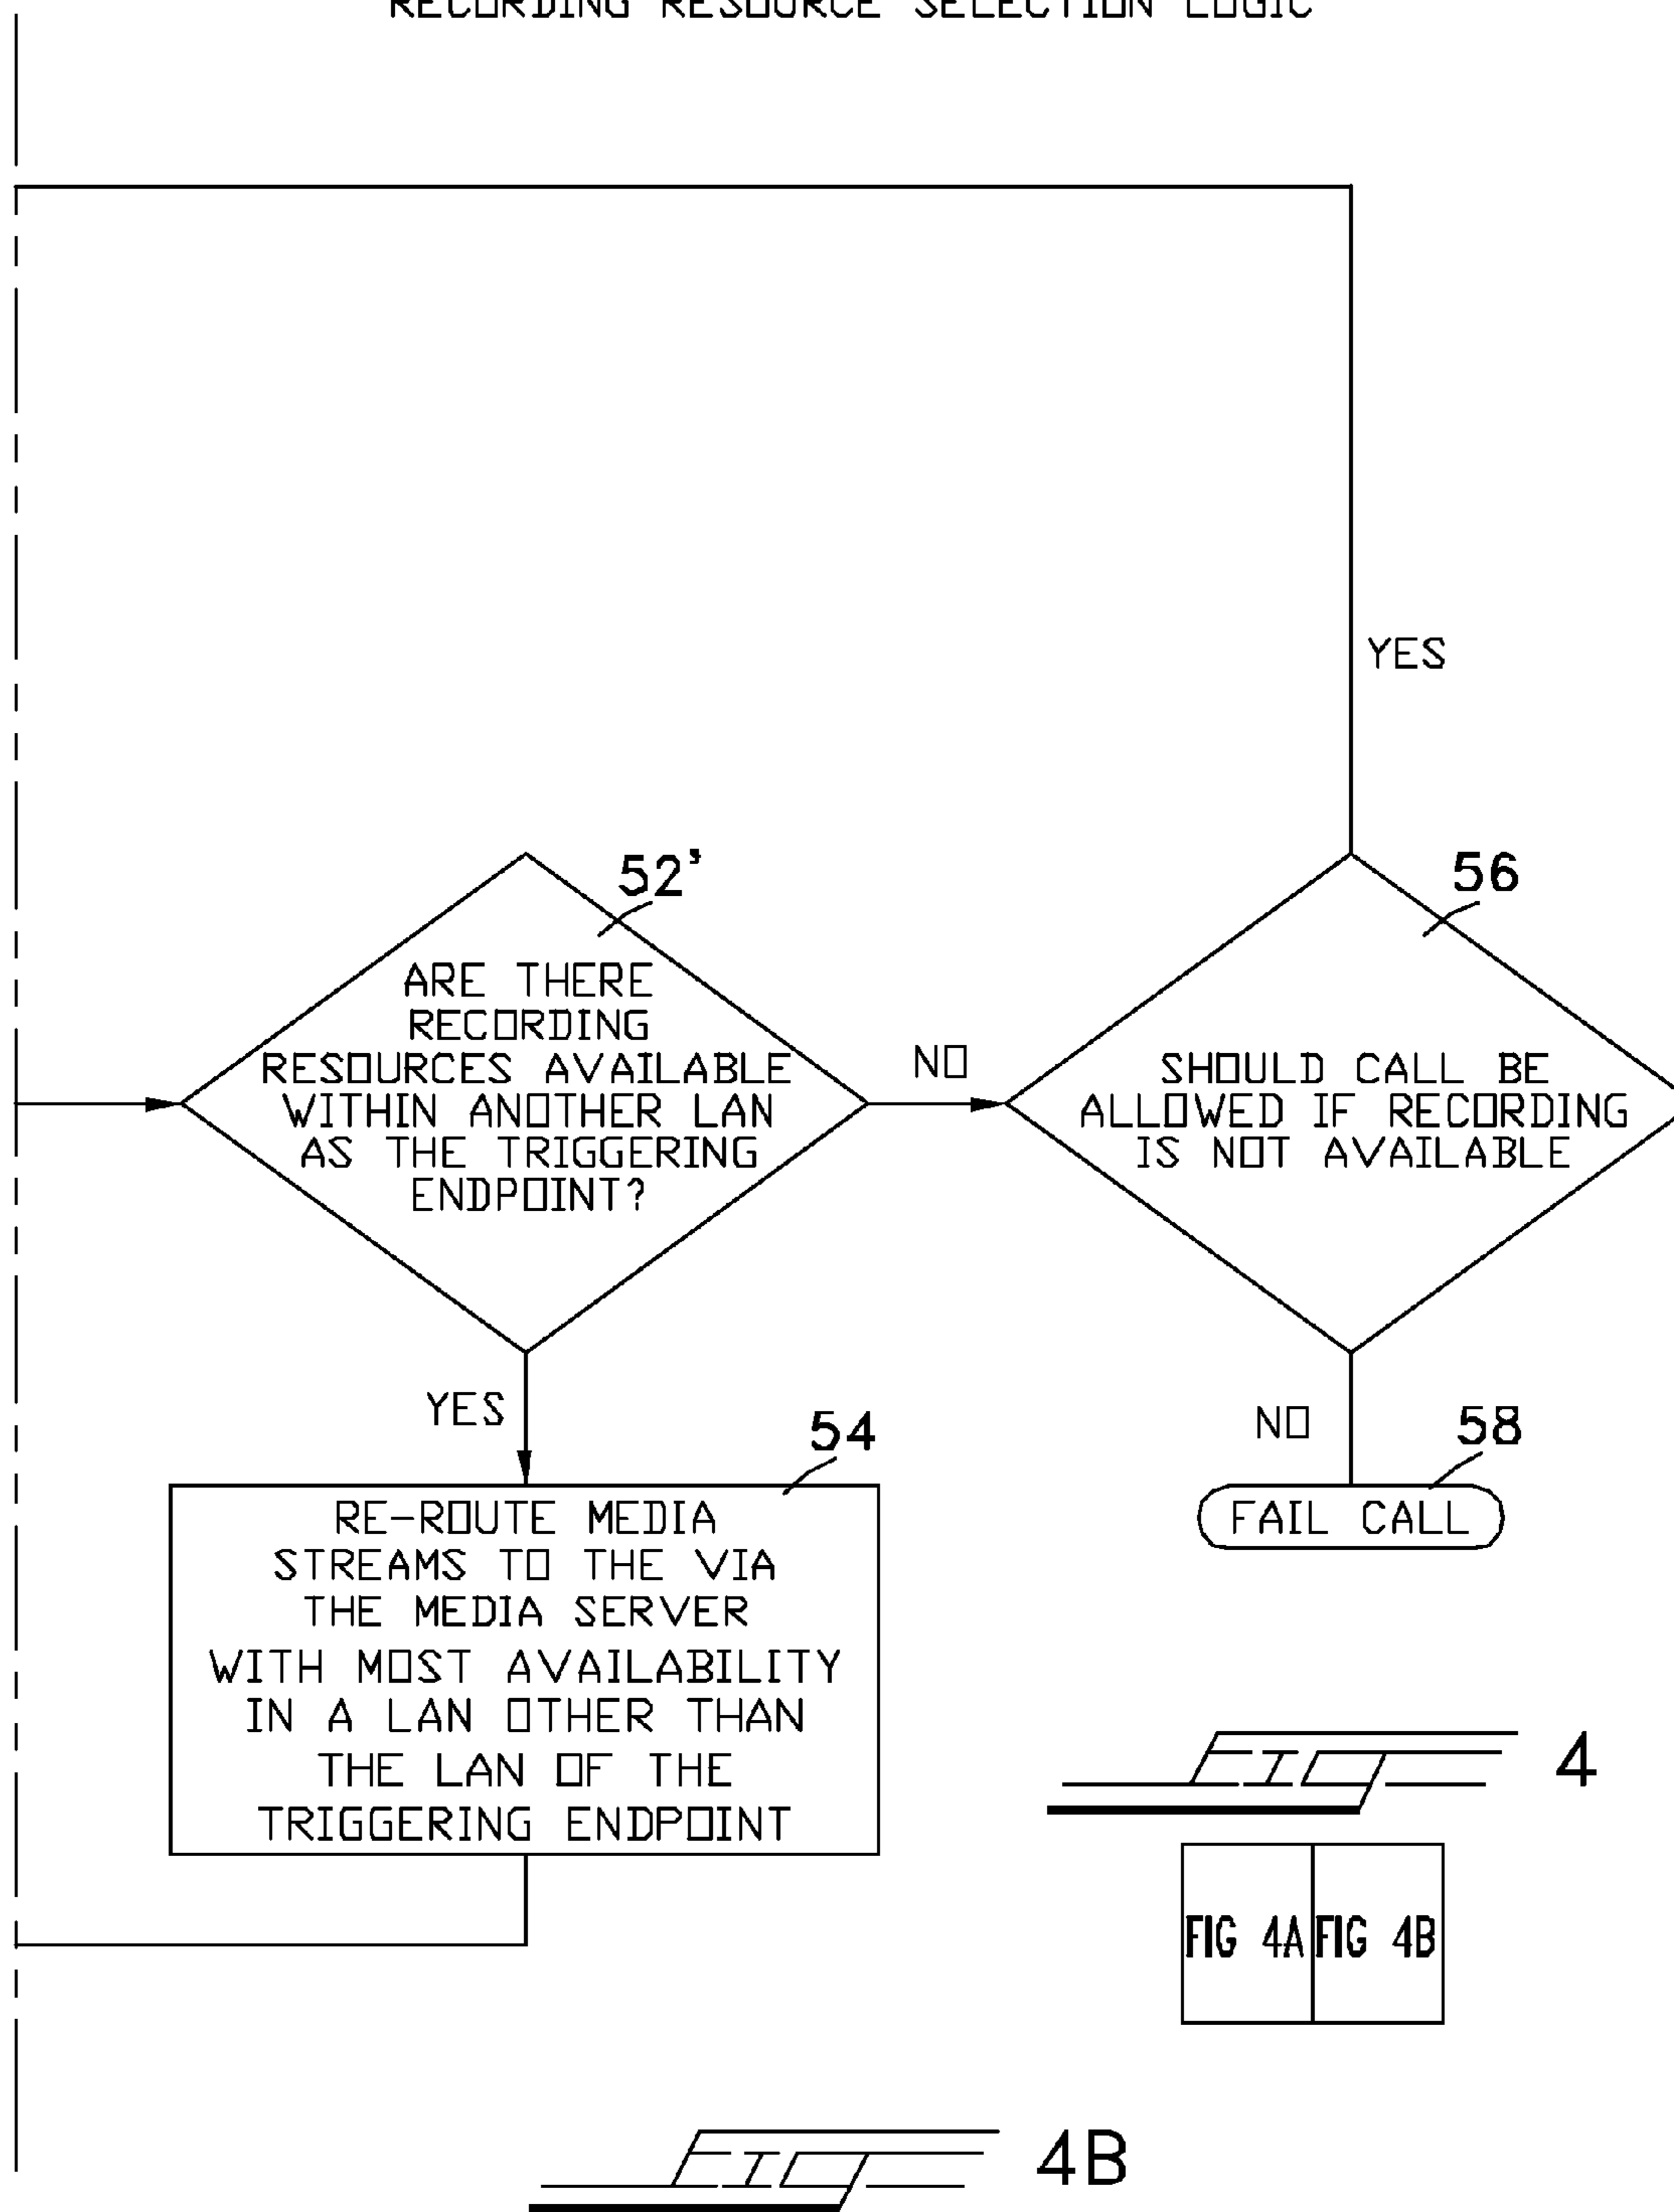 RECORDING RESOURCE SELECTION LOGIC
YES
52'
ARE THERE
RECORDING
RESOURCES AVAILABLE
WITHIN ANOTHER LAN
AS THE TRIGGERING
ENDPOINT?
NO
56
SHOULD CALL BE
ALLOWED IF RECORDING
IS NOT AVAILABLE
YES
54
RE-ROUTE MEDIA
STREAMS TO THE VIA
THE MEDIA SERVER
WITH MOST AVAILABILITY
IN A LAN OTHER THAN
THE LAN OF THE
TRIGGERING ENDPOINT
NO
58
FAIL CALL
FIG 4
FIG 4A FIG 4B
FIG 4B